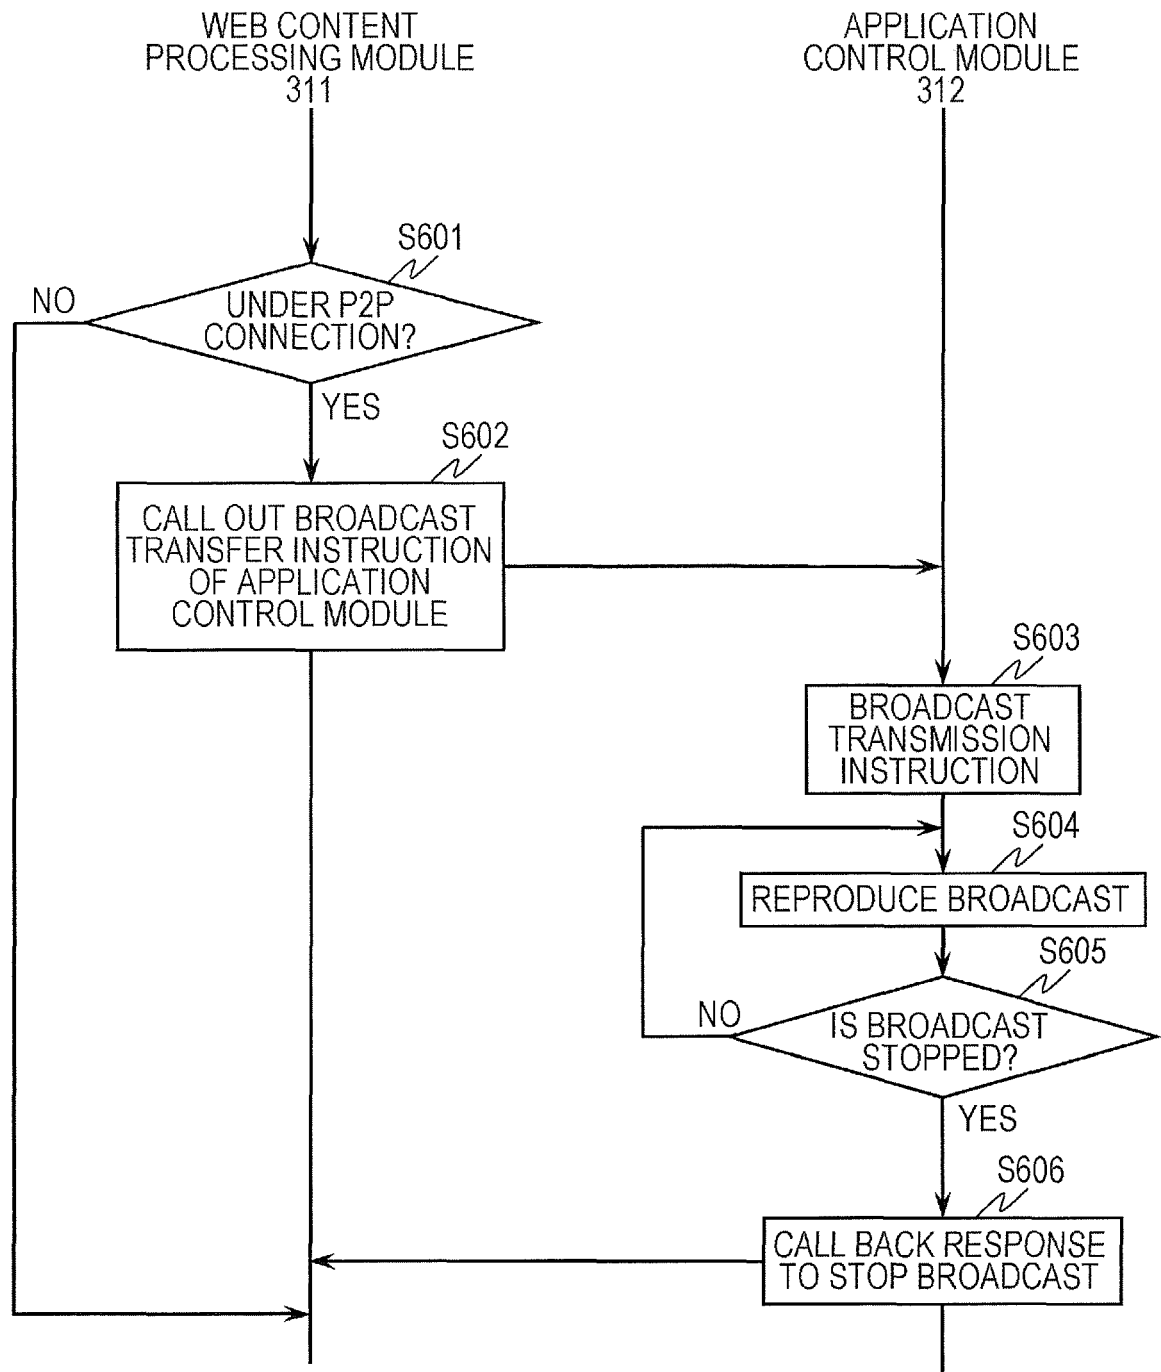 WEB CONTENT
PROCESSING MODULE
311
APPLICATION
CONTROL MODULE
312
S601
NO
UNDER P2P
CONNECTION?
YES
S602
CALL OUT BROADCAST
TRANSFER INSTRUCTION
OF APPLICATION
CONTROL MODULE
S603
BROADCAST
TRANSMISSION
INSTRUCTION
S604
REPRODUCE BROADCAST
S605
NO
IS BROADCAST
STOPPED?
YES
S606
CALL BACK RESPONSE
TO STOP BROADCAST